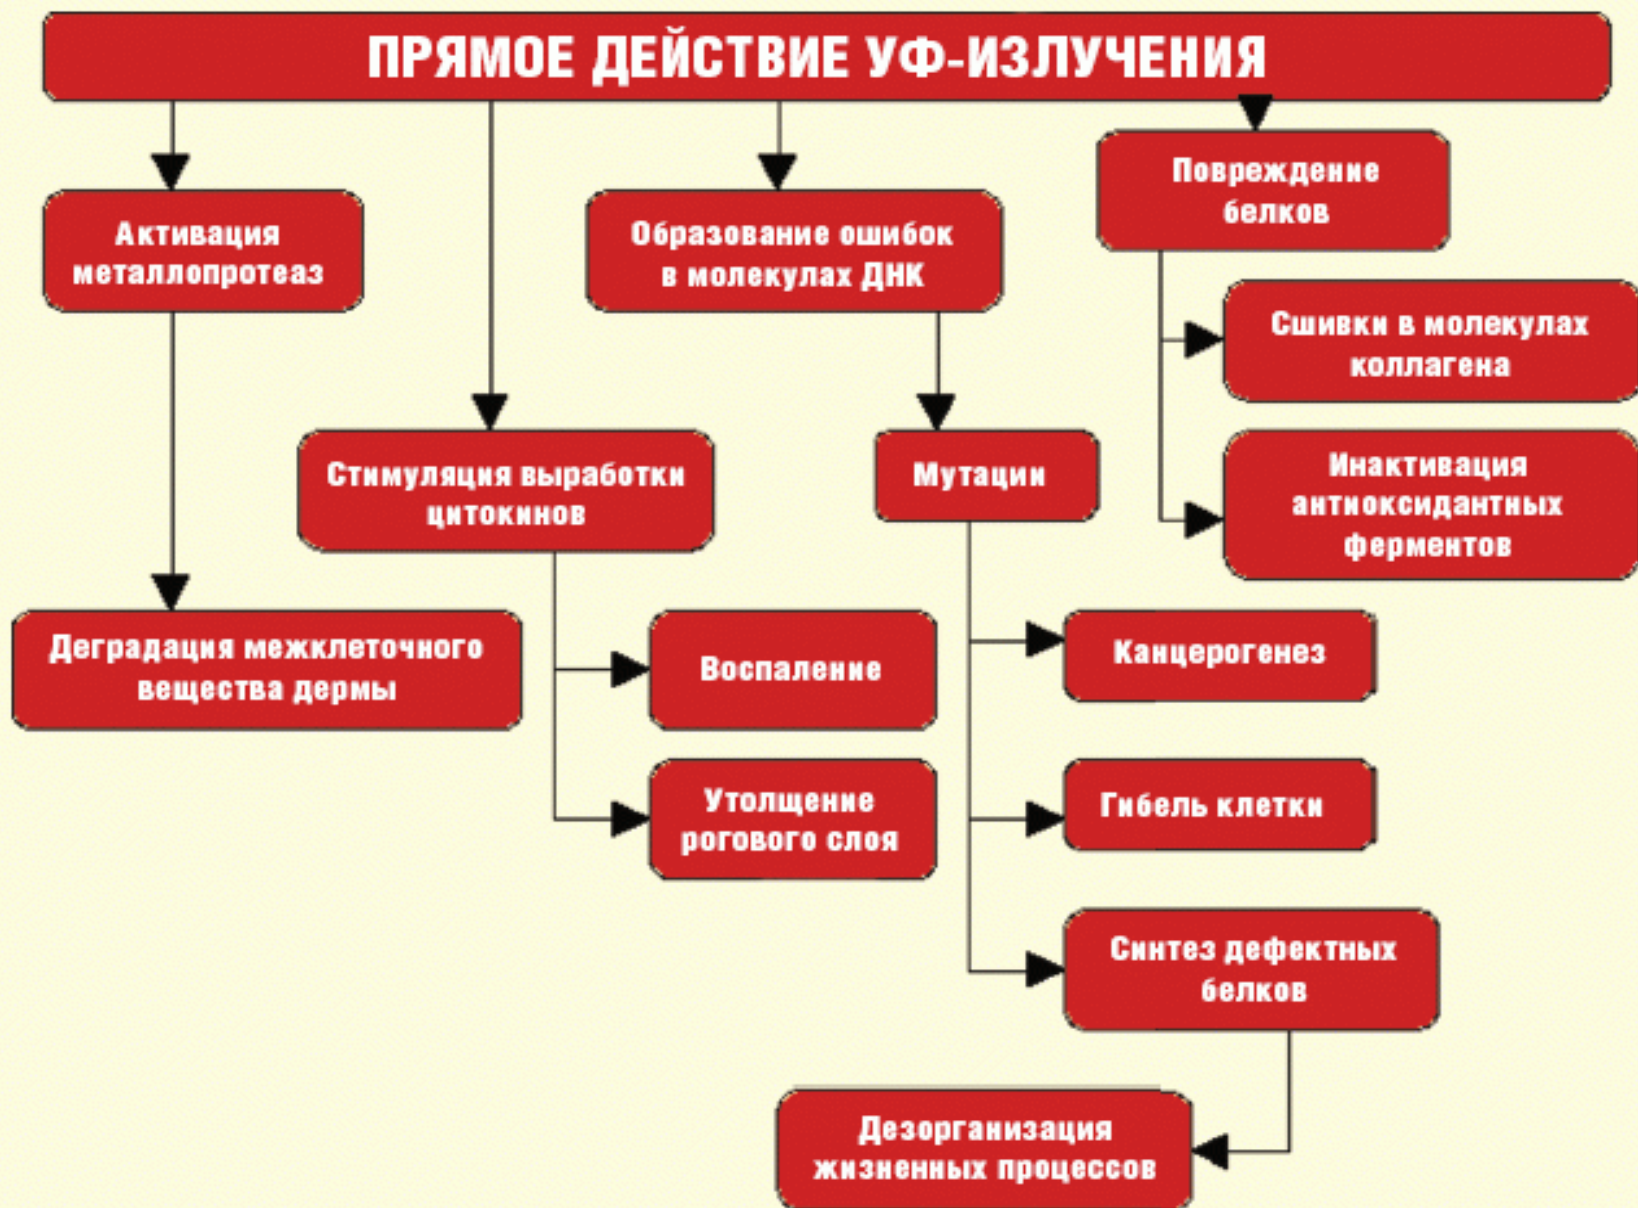 ПРЯМОЕ ДЕЙСТВИЕ УФ-ИЗЛУЧЕНИЯ
Активация
металлопротеаз
Образование ошибок
в молекулах ДНК
Повреждение
белков
Сшивки в молекулах
коллагена
Стимуляция выработки
цитокинов
Мутации
Инактивация
антиоксидантных
ферментов
Деградация межклеточного
вещества дермы
Воспаление
Канцерогенез
Утолщение
рогового слоя
Гибель клетки
Синтез дефектных
белков
Дезорганизация
жизненных процессов